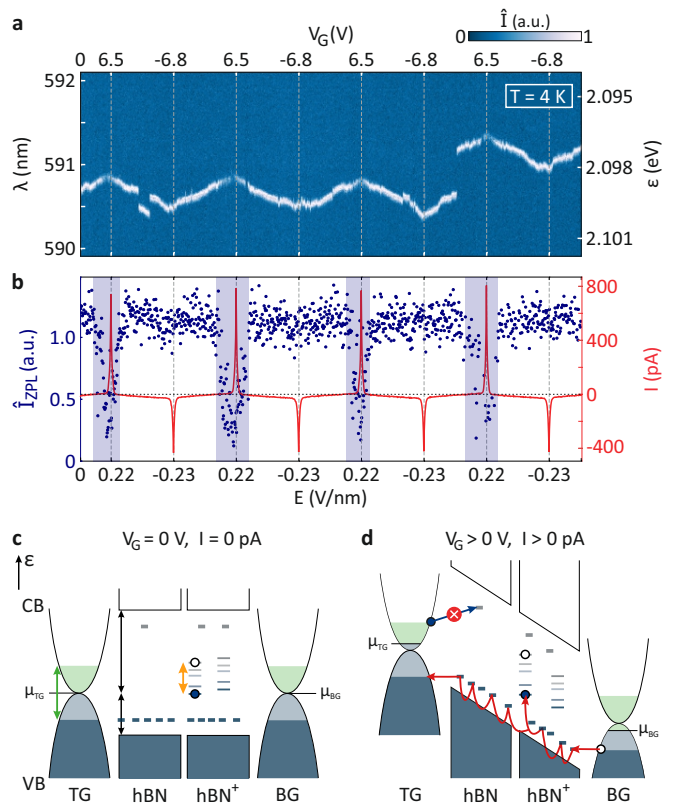 a
V_G(V)
0 Î (a.u.) 1
0 6.5 -6.8 6.5 -6.8 6.5 -6.8 6.5 -6.8
592
591
590
λ (nm)
T = 4 K
2.095
2.098
2.101
ε (eV)
b
1.0
0.5
0
Î_ZPL (a.u.)
800
400
0
-400
I (pA)
0 0.22 -0.23 0.22 -0.23 0.22 -0.23 0.22 -0.23
E (V/nm)
c V_G = 0 V, I = 0 pA
ε
CB
μ_TG
μ_BG
VB
TG hBN hBN⁺ BG
d V_G > 0 V, I > 0 pA
μ_TG
μ_BG
TG hBN hBN⁺ BG